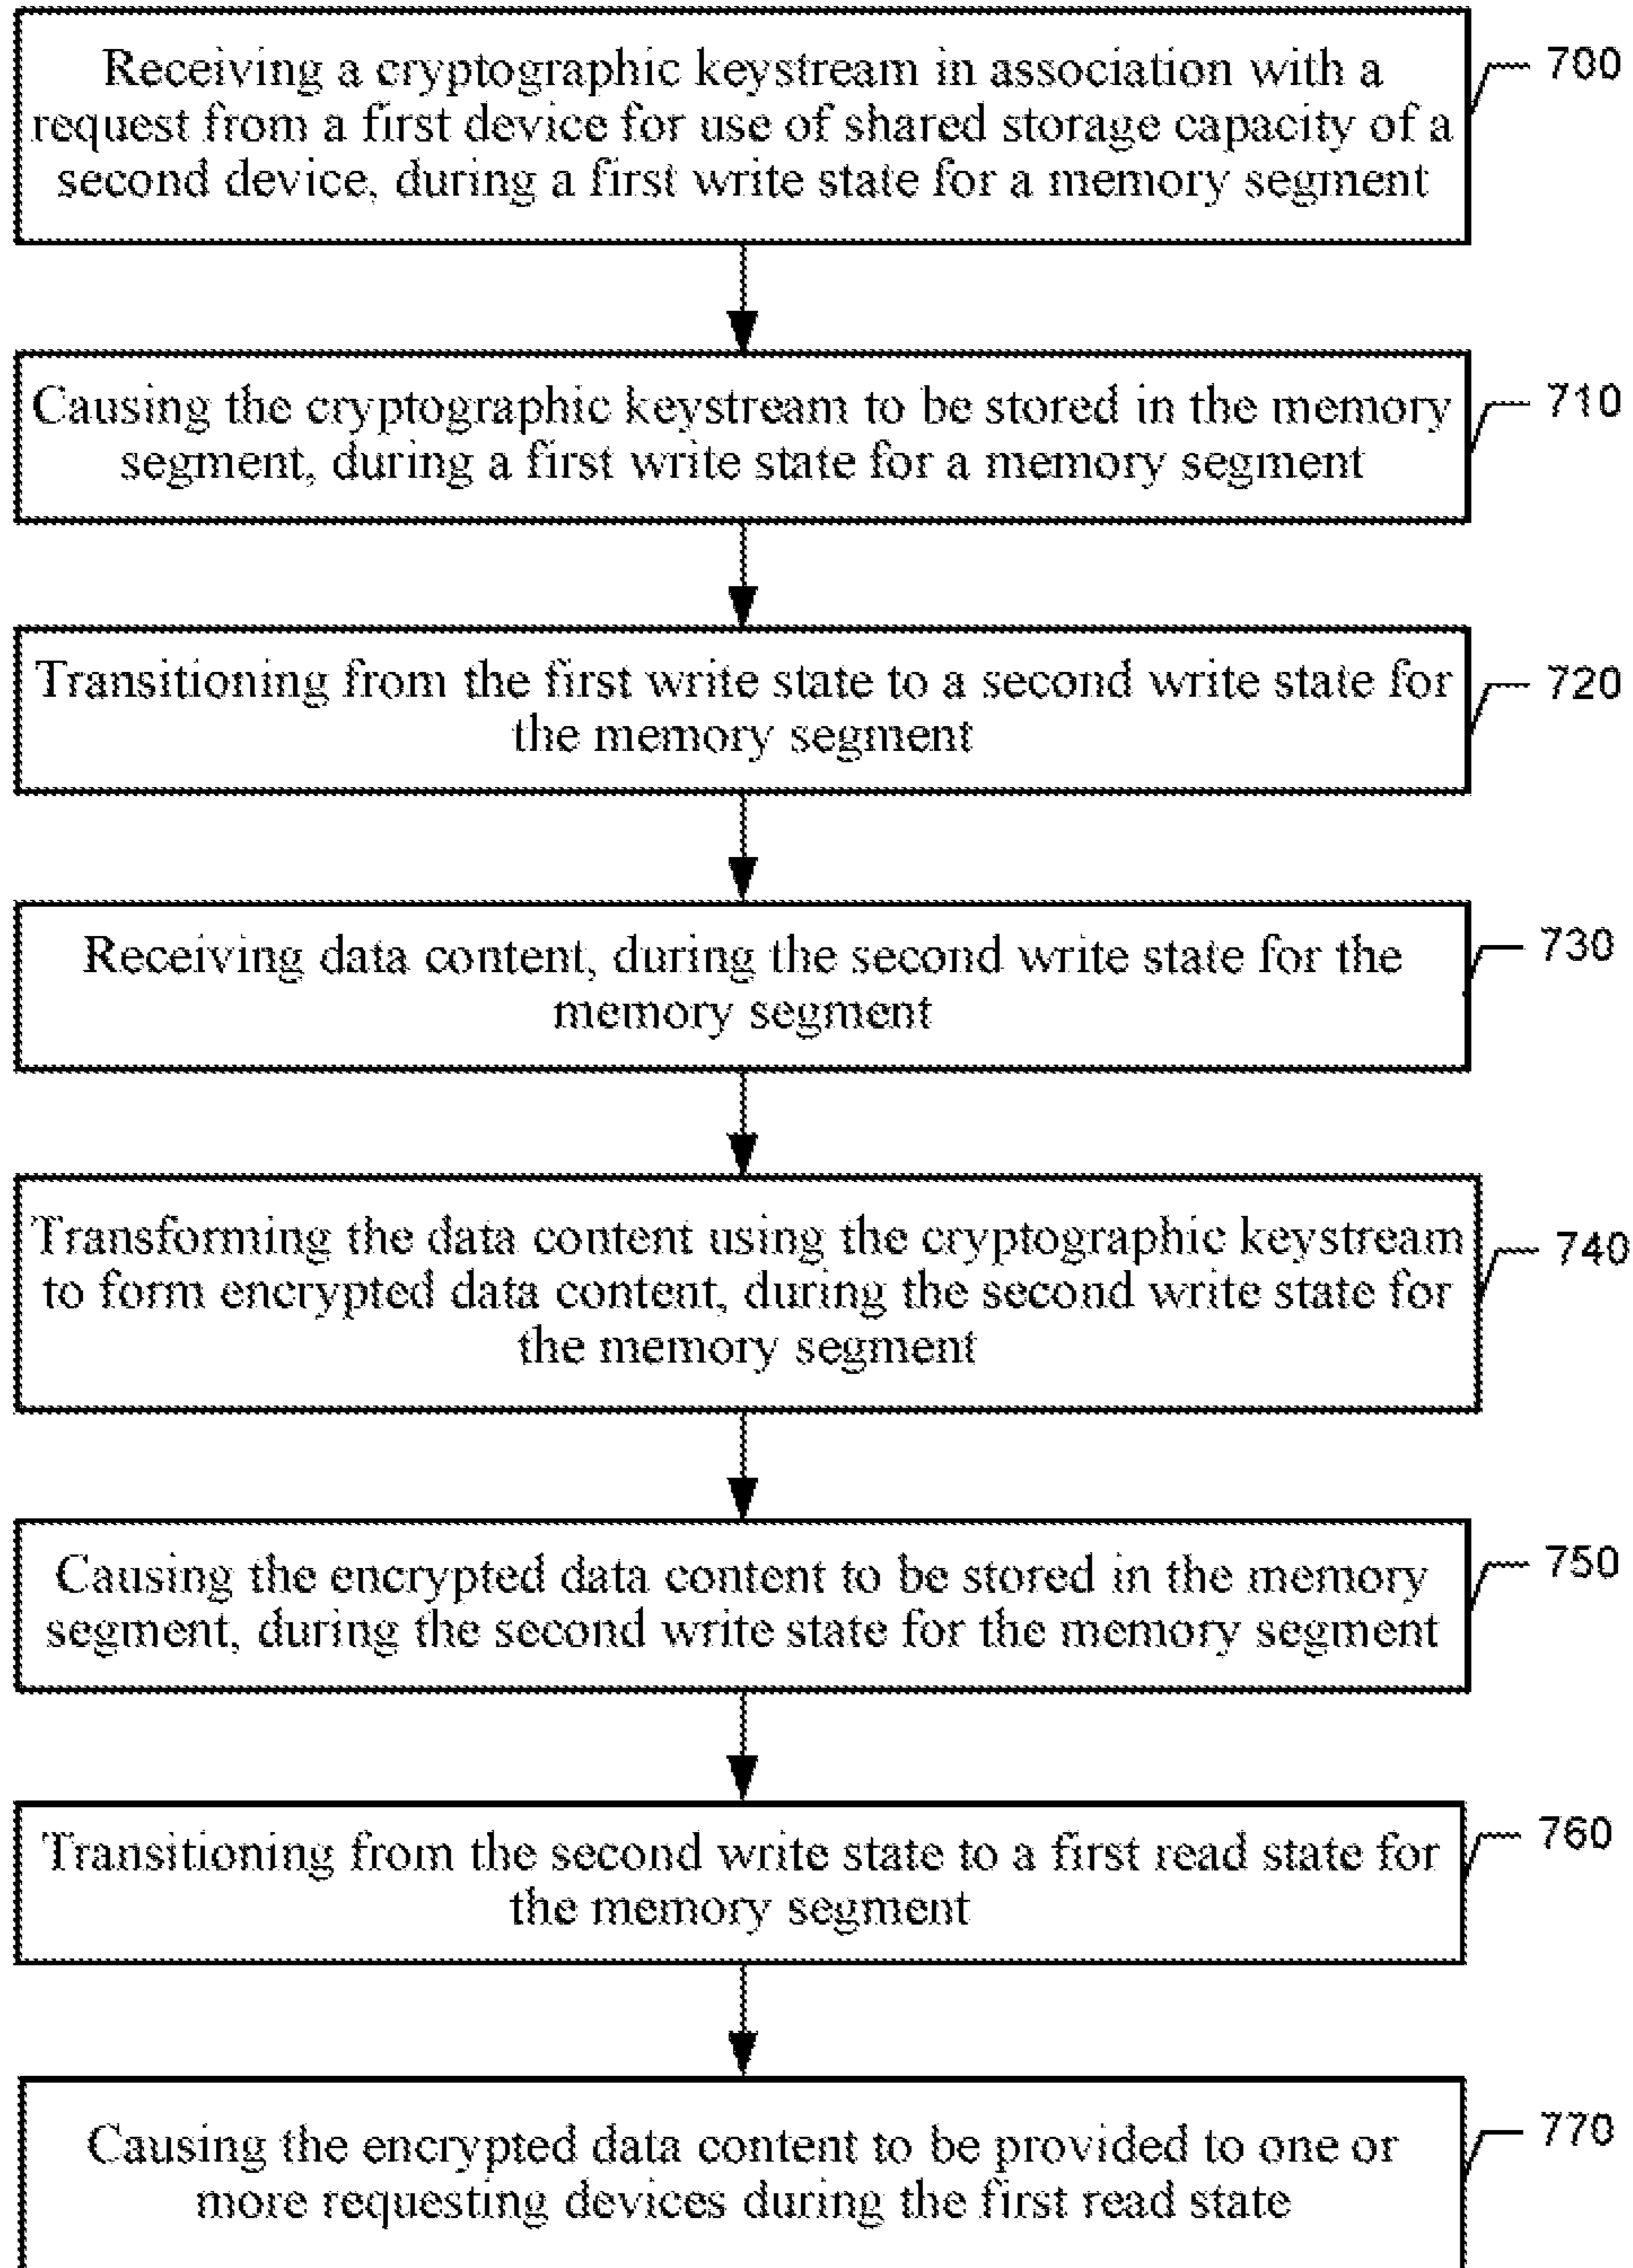 Receiving a cryptographic keystream in association with a
request from a first device for use of shared storage capacity of a
second device, during a first write state for a memory segment
700
Causing the cryptographic keystream to be stored in the memory
segment, during a first write state for a memory segment
710
Transitioning from the first write state to a second write state for
the memory segment
720
Receiving data content, during the second write state for the
memory segment
730
Transforming the data content using the cryptographic keystream
to form encrypted data content, during the second write state for
the memory segment
740
Causing the encrypted data content to be stored in the memory
segment, during the second write state for the memory segment
750
Transitioning from the second write state to a first read state for
the memory segment
760
Causing the encrypted data content to be provided to one or
more requesting devices during the first read state
770